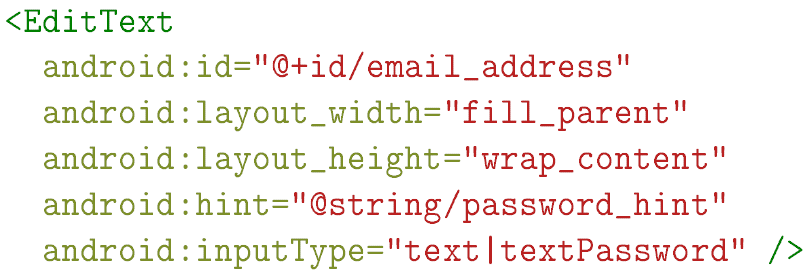 <EditText
android:id="@+id/email_address"
android:layout_width="fill_parent"
android:layout_height="wrap_content"
android:hint="@string/password_hint"
android:inputType="text|textPassword" />